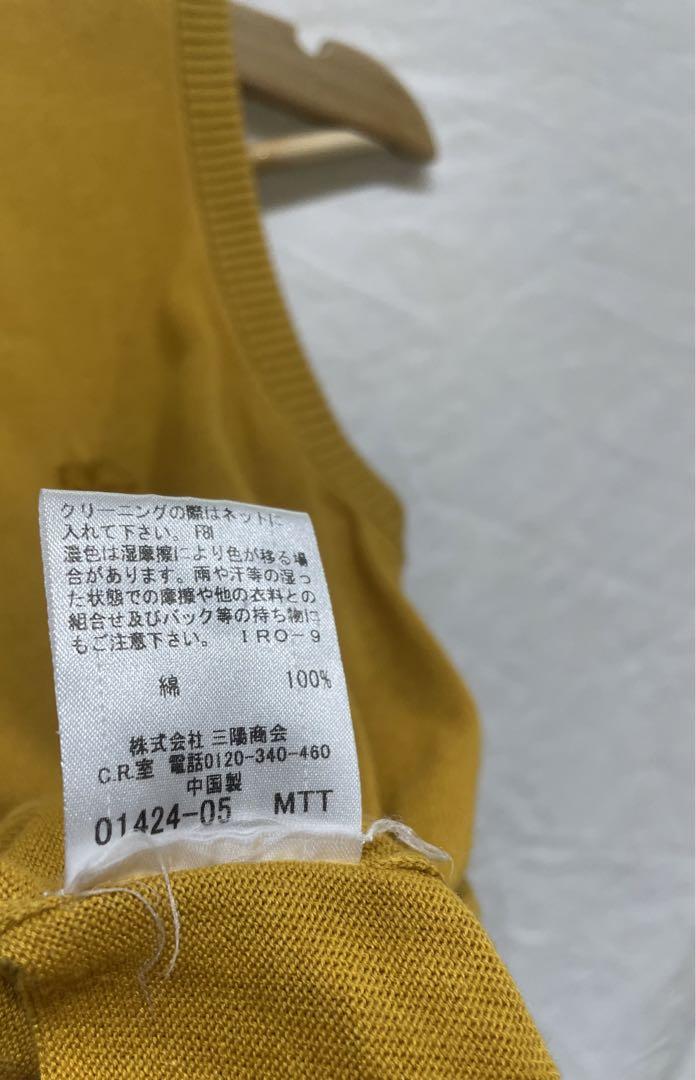 クリーニングの際はネットに
入れて下さい。 F8I
濃色は湿摩擦により色が移る場
合があります。雨や汗等の湿っ
た状態での摩擦や他の衣料との
組合せ及びバック等の持ち物に
もご注意下さい。 IRO-9
綿 100%
株式会社 三陽商会
C.R.室 電話0120-340-460
中国製
01424-05 MTT